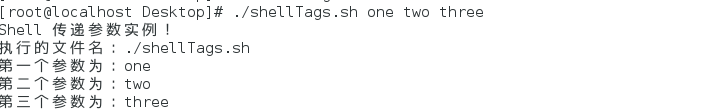 [root@localhost Desktop]# ./shellTags.sh one two three
Shell 传递参数实例！
执行的文件名：./shellTags.sh
第一个参数为：one
第二个参数为：two
第三个参数为：three